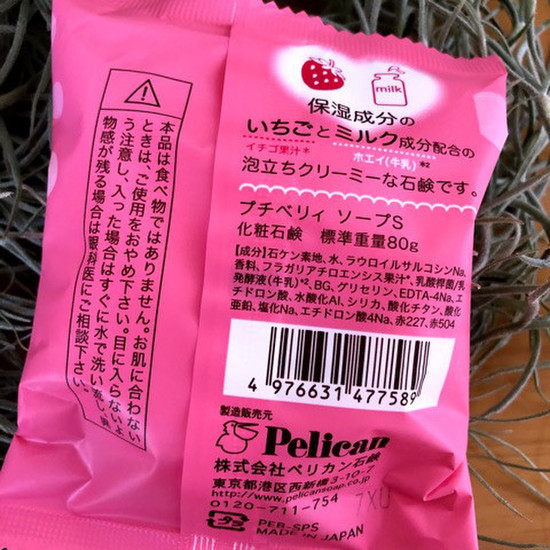 milk
保湿成分の
いちごとミルク成分配合の
イチゴ果汁* ホエイ(牛乳)*2
泡立ちクリーミーな石鹸です。
プチベリィ ソープS
化粧石鹸 標準重量80g
【成分】石ケン素地、水、ラウロイルサルコシンNa、
香料、フラガリアチロエンシス果汁*、乳酸桿菌/乳
発酵液(牛乳)*2、BG、グリセリン、EDTA-4Na、エ
チドロン酸、水酸化Al、シリカ、酸化チタン、酸化
亜鉛、塩化Na、エチドロン酸4Na、赤227、赤504
4 976631 477589
製造販売元
Pelican
株式会社ペリカン石鹸
東京都港区西新橋3-10-7
http://www.pelicansoap.co.jp
0120-711-754
7XU
プラ
PEB-SPS
MADE IN JAPAN
本品は食べ物ではありません。お肌に合わない
ときは、ご使用をおやめ下さい。目に入らないよ
う注意し、入った場合はすぐに水で洗い流し、異
物感が残る場合は眼科医にご相談下さい。